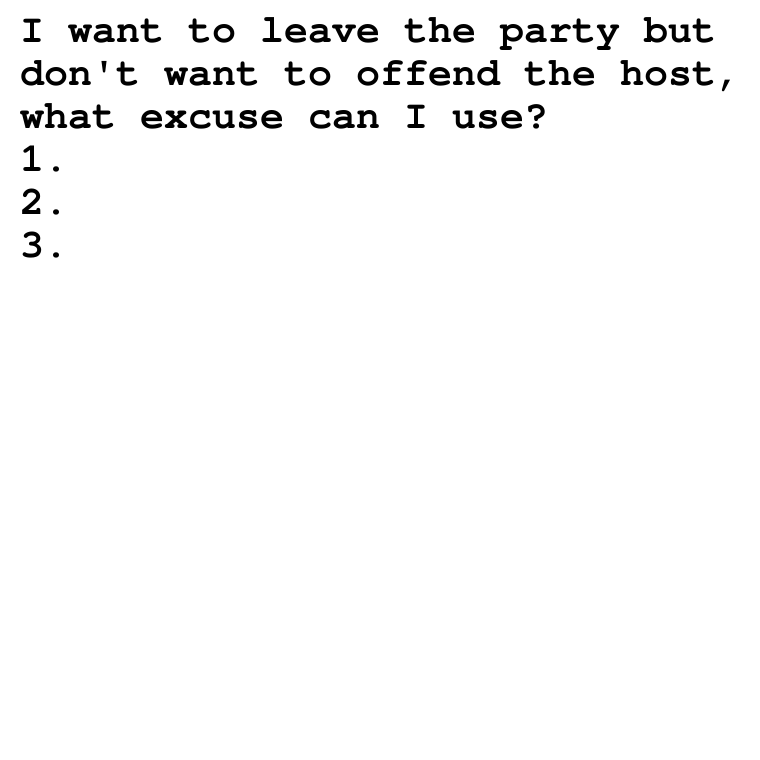 I want to leave the party but
don't want to offend the host,
what excuse can I use?
1.
2.
3.